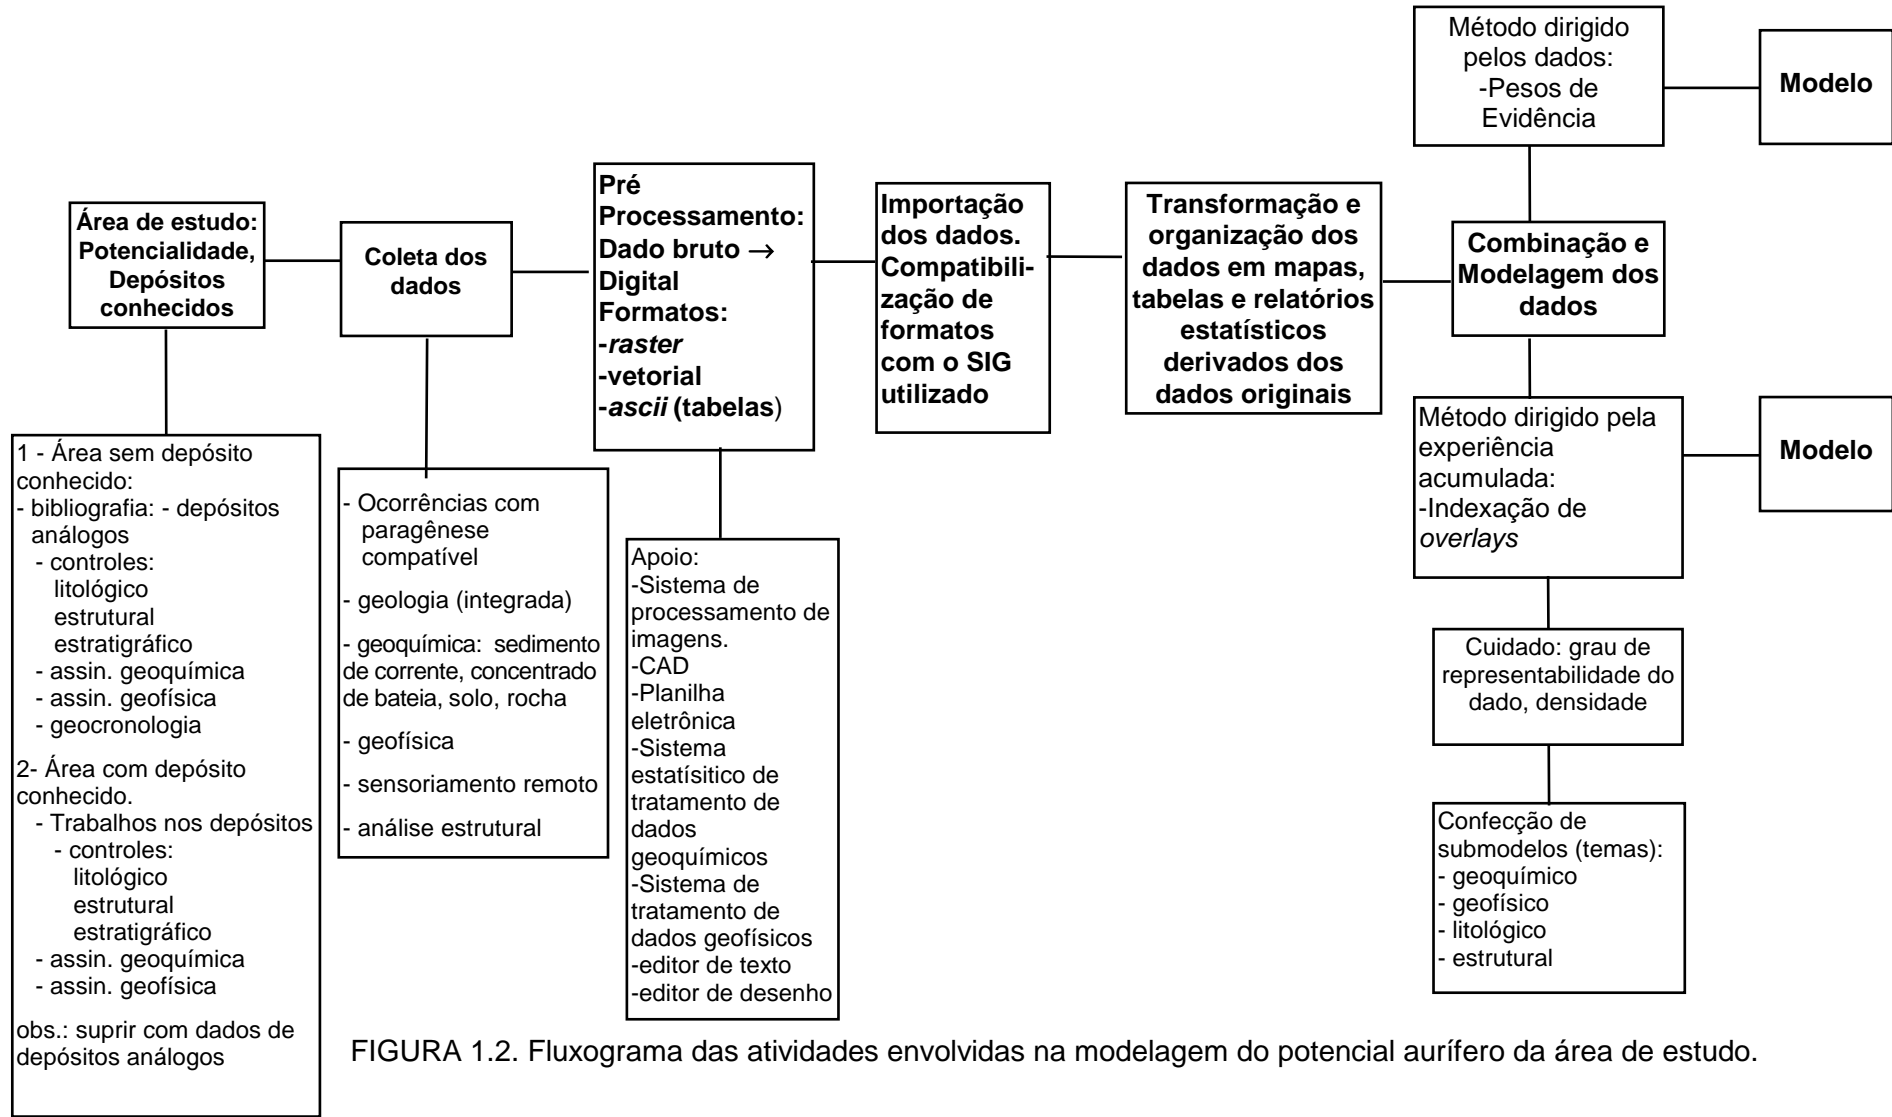 Área de estudo:
Potencialidade,
Depósitos
conhecidos
1 - Área sem depósito
conhecido:
- bibliografia: - depósitos
análogos
- controles:
litológico
estrutural
estratigráfico
- assin. geoquímica
- assin. geofísica
- geocronologia
2- Área com depósito
conhecido.
- Trabalhos nos depósitos
- controles:
litológico
estrutural
estratigráfico
- assin. geoquímica
- assin. geofísica
obs.: suprir com dados de
depósitos análogos
Coleta dos
dados
- Ocorrências com
paragênese
compatível
- geologia (integrada)
- geoquímica: sedimento
de corrente, concentrado
de bateia, solo, rocha
- geofísica
- sensoriamento remoto
- análise estrutural
Pré
Processamento:
Dado bruto →
Digital
Formatos:
-raster
-vetorial
-ascii (tabelas)
Apoio:
-Sistema de
processamento de
imagens.
-CAD
-Planilha
eletrônica
-Sistema
estatísitico de
tratamento de
dados
geoquímicos
-Sistema de
tratamento de
dados geofísicos
-editor de texto
-editor de desenho
Importação
dos dados.
Compatibili-
zação de
formatos
com o SIG
utilizado
Transformação e
organização dos
dados em mapas,
tabelas e relatórios
estatísticos
derivados dos
dados originais
Combinação e
Modelagem dos
dados
Método dirigido
pelos dados:
-Pesos de
Evidência
Modelo
Método dirigido pela
experiência
acumulada:
-Indexação de
overlays
Modelo
Cuidado: grau de
representabilidade do
dado, densidade
Confecção de
submodelos (temas):
- geoquímico
- geofísico
- litológico
- estrutural
FIGURA 1.2. Fluxograma das atividades envolvidas na modelagem do potencial aurífero da área de estudo.